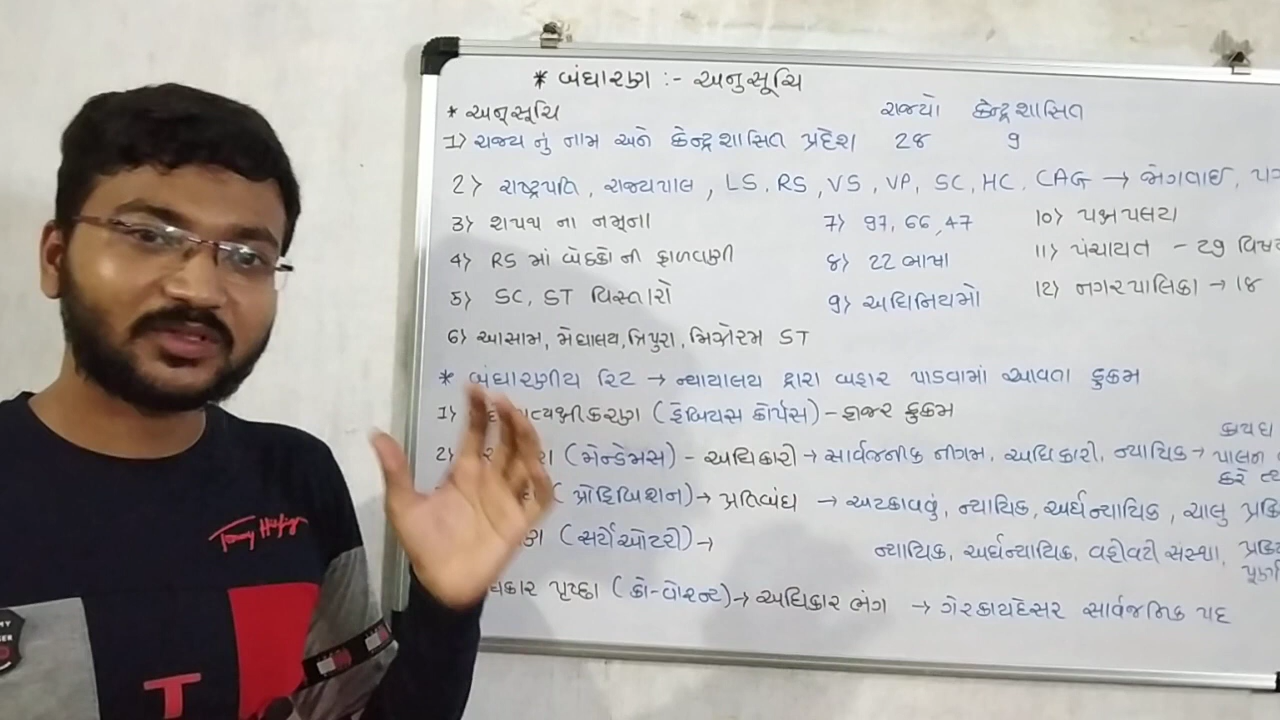 * બંધારણ :- અનુસૂચિ
* અનુસૂચિ રાજ્યો કેન્દ્રશાસિત
1> રાજ્ય નું નામ અને કેન્દ્રશાસિત પ્રદેશ 28 9
2> રાષ્ટ્રપતિ, રાજ્યપાલ, LS, RS, VS, VP, SC, HC, CAG → જોગવાઈ,
3> શપથ ના નમૂના
4> RS માં બેઠકો ની ફાળવણી
5> SC, ST વિસ્તારો
6> આસામ, મેઘાલય, ત્રિપુરા, મિઝોરમ ST
7> 97, 66, 47
8> 22 ભાષા
9> અધિનિયમો
10> પક્ષપલટા
11> પંચાયત - 29
12> નગરપાલિકા → 18
* બંધારણીય રિટ → ન્યાયાલય દ્વારા બહાર પાડવામાં આવતા હુકમ
1> (હેબિયસ કોર્પસ) - હાજર હુકમ
2> (મેન્ડેમસ) - અધિકારી → સાર્વજનીક નીગમ, અધિકારી, ન્યાયિક → પાલન
(પ્રોહિબિશન) → પ્રતિબંધ → અટકાવવું, ન્યાયિક, અર્ધન્યાયિક, ચાલુ
(સર્ટીઓટરી) → ન્યાયિક, અર્ધન્યાયિક, વહીવટી સંસ્થા,
પૃચ્છા (કો-વોરન્ટ) → અધિકાર ભંગ → ગેરકાયદેસર સાર્વજનિક પદ
Tommy Hilfiger
T